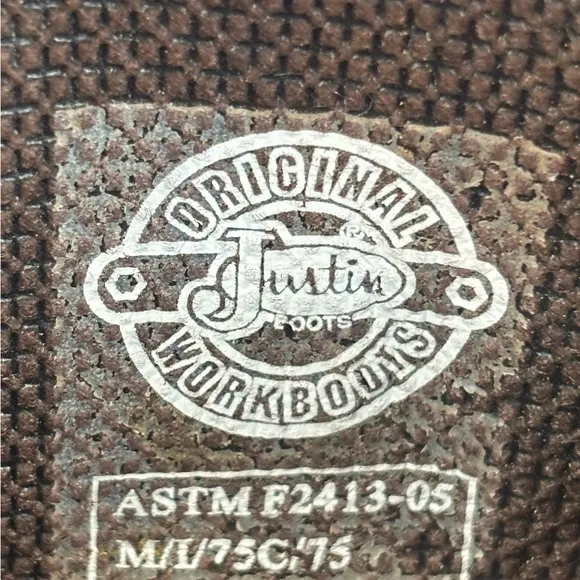 ORIGINAL
Justin
BOOTS
WORKBOOTS
ASTM F2413-05
M/I/75C/75